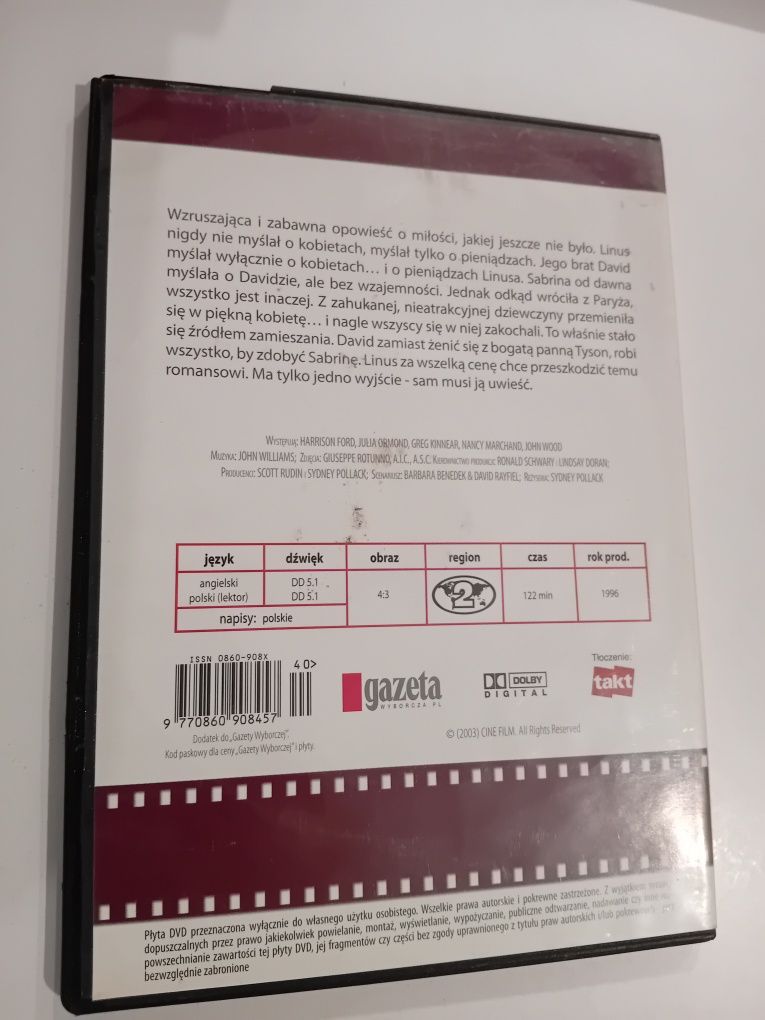 Wzruszająca i zabawna opowieść o miłości, jakiej jeszcze nie było. Linus
nigdy nie myślał o kobietach, myślał tylko o pieniądzach. Jego brat David
myślał wyłącznie o kobietach... i o pieniądzach Linusa. Sabrina od dawna
myślała o Davidzie, ale bez wzajemności. Jednak odkąd wróciła z Paryża,
wszystko jest inaczej. Z zahukanej, nieatrakcyjnej dziewczyny przemieniła
się w piękną kobietę... i nagle wszyscy się w niej zakochali. To właśnie stało
się źródłem zamieszania. David zamiast żenić się z bogatą panną Tyson, robi
wszystko, by zdobyć Sabrinę. Linus za wszelką cenę chce przeszkodzić temu
romansowi. Ma tylko jedno wyjście - sam musi ją uwieść.
Występują: HARRISON FORD, JULIA ORMOND, GREG KINNEAR, NANCY MARCHAND, JOHN WOOD
Muzyka: JOHN WILLIAMS; Zdjęcia: GIUSEPPE ROTUNNO, A.I.C., A.S.C. Kierownictwo produkcji: RONALD SCHWARY i LINDSAY DORAN;
Producenci: SCOTT RUDIN i SYDNEY POLLACK; Scenariusz: BARBARA BENEDEK & DAVID RAYFIEL; Reżyseria: SYDNEY POLLACK
język dźwięk obraz region czas rok prod.
angielski DD 5.1
polski (lektor) DD 5.1
4:3 2 122 min 1996
napisy: polskie
ISSN 0860-908X
40>
9 770860 908457
Dodatek do „Gazety Wyborczej”.
Kod paskowy dla ceny „Gazety Wyborczej” i płyty.
gazeta
WYBORCZA.PL
DOLBY
DIGITAL
Tłoczenie:
takt
© (2003) CINE FILM. All Rights Reserved
Płyta DVD przeznaczona wyłącznie do własnego użytku osobistego. Wszelkie prawa autorskie i pokrewne zastrzeżone. Z wyjątkiem
dopuszczalnych przez prawo jakiekolwiek powielanie, montaż, wyświetlanie, wypożyczanie, publiczne odtwarzanie, nadawanie czy inne
powszechnianie zawartości tej płyty DVD, jej fragmentów czy części bez zgody uprawnionego z tytułu praw autorskich i/lub pokrewnych
bezwzględnie zabronione